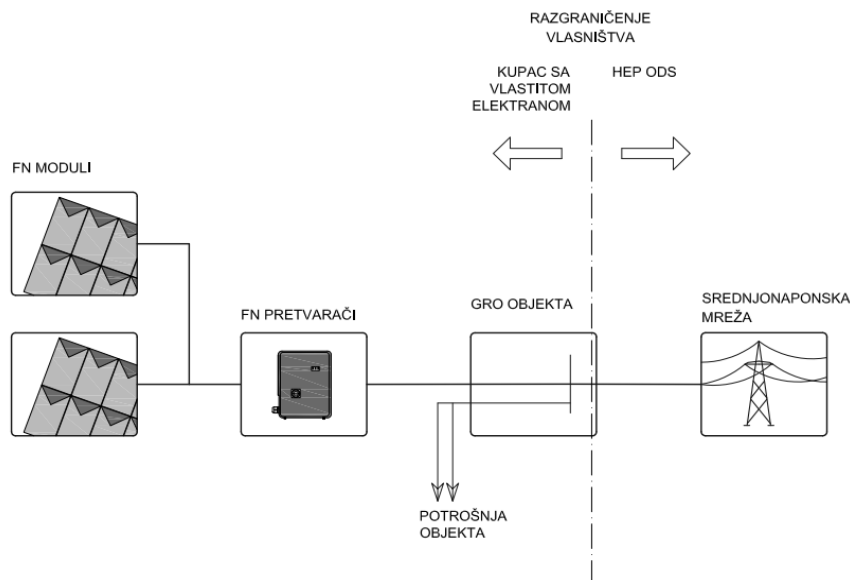 RAZGRANIČENJE
VLASNIŠTVA
KUPAC SA
VLASTITOM
ELEKTRANOM
HEP ODS
FN MODULI
FN PRETVARAČI
GRO OBJEKTA
SREDNJONAPONSKA
MREŽA
POTROŠNJA
OBJEKTA